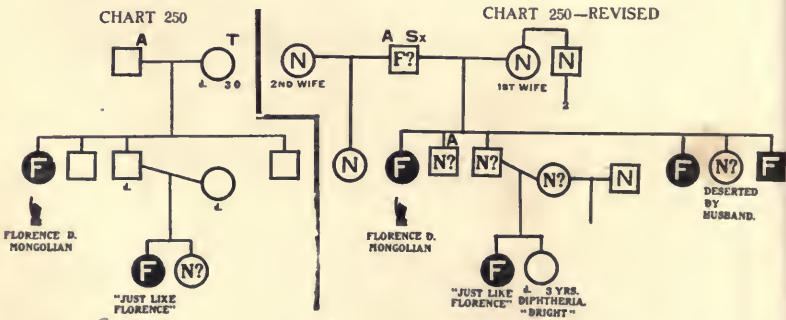 CHART 250
A
T
d. 30
F
d.
d.
FLORENCE D.
MONGOLIAN
F N?
"JUST LIKE
FLORENCE"
CHART 250—REVISED
A Sx
N F? N N
2ND WIFE
1ST WIFE
2
A
N F N? N? N? N F N? F
DESERTED
BY
HUSBAND.
FLORENCE D.
MONGOLIAN
F
"JUST LIKE
FLORENCE"
d. 3 YRS.
DIPHTHERIA.
"BRIGHT"